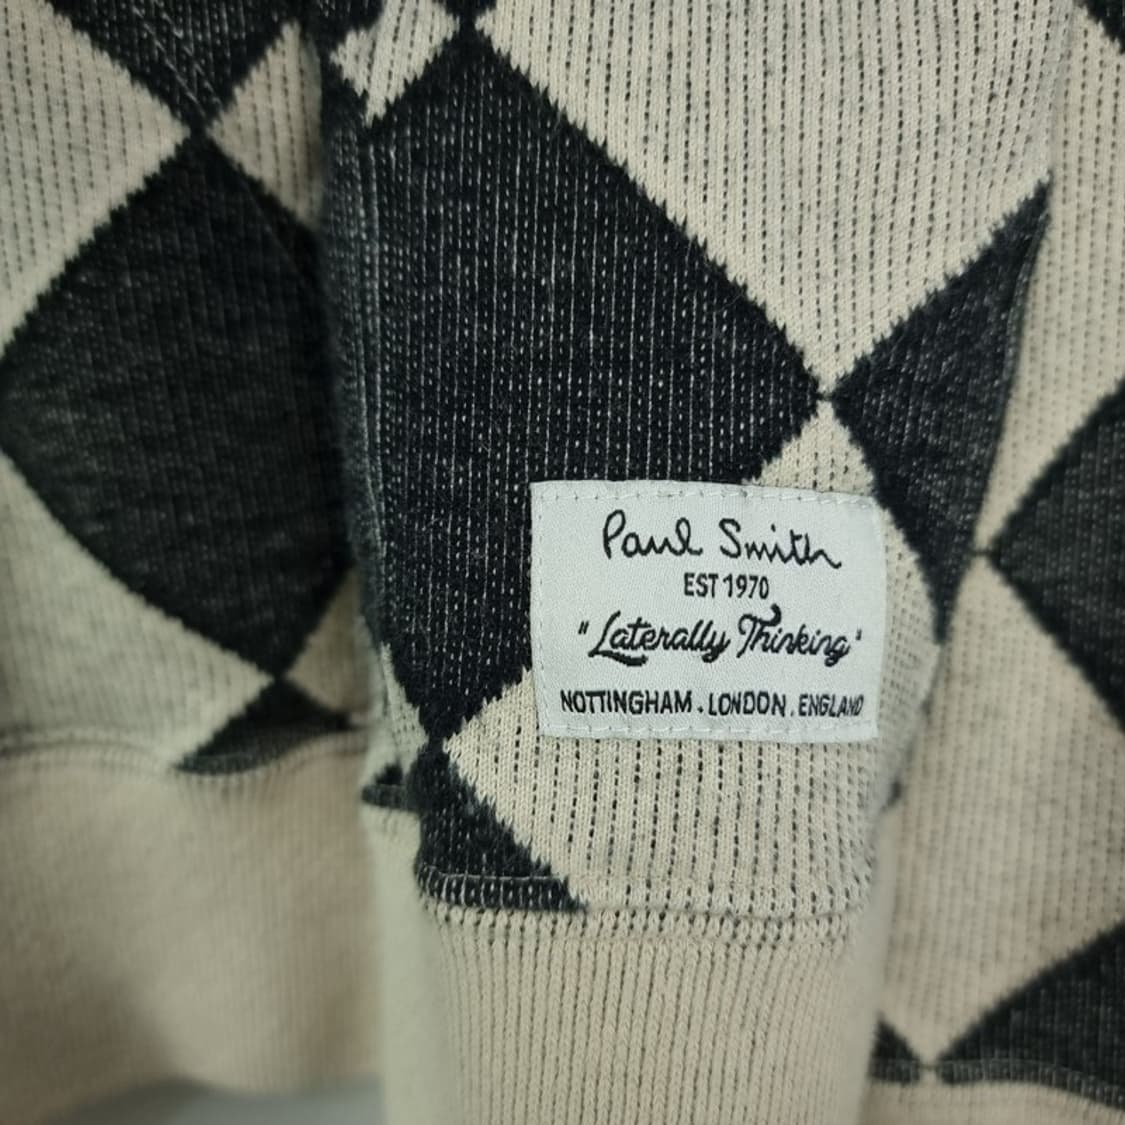 Paul Smith
EST 1970
"Laterally Thinking"
NOTTINGHAM . LONDON . ENGLAND